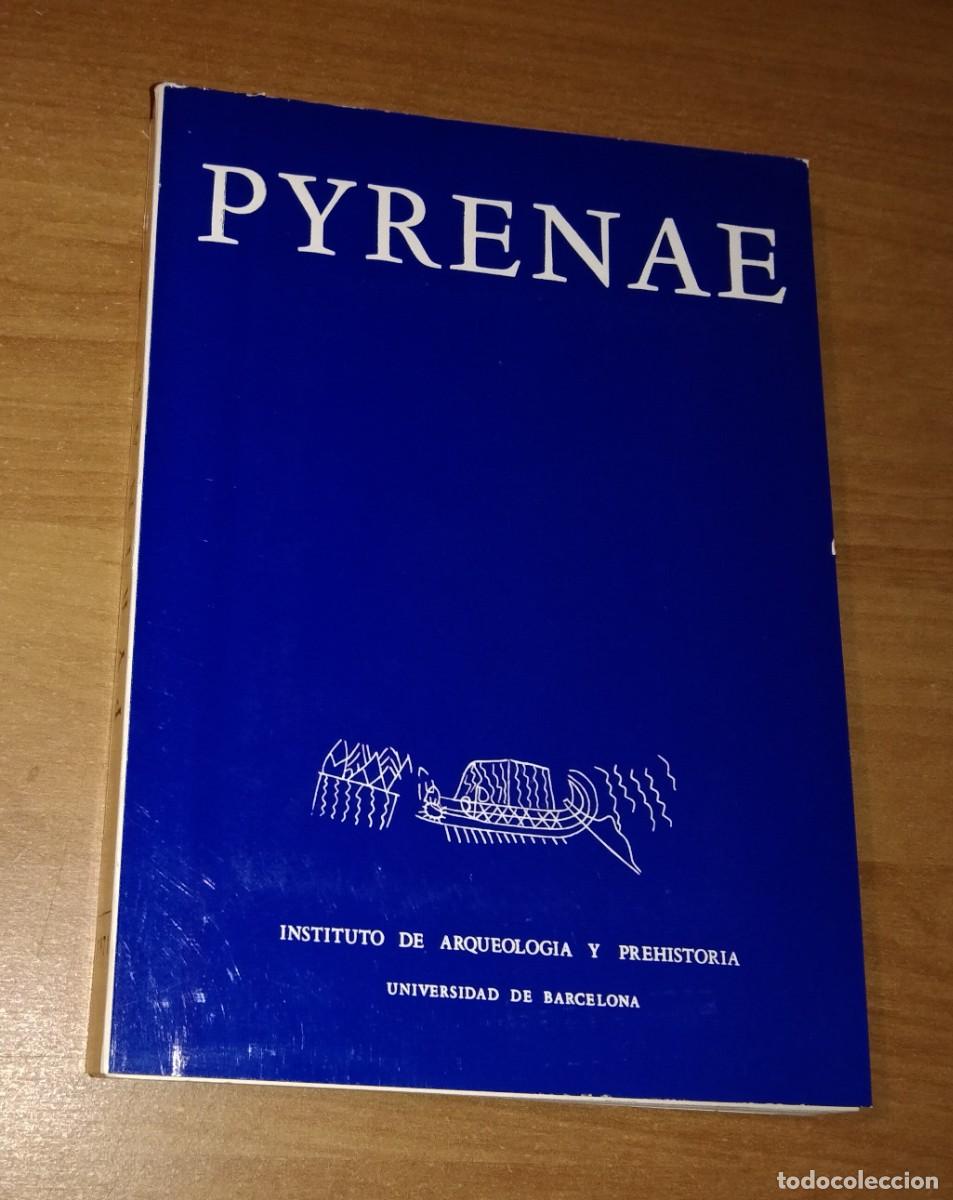 PYRENAE
INSTITUTO DE ARQUEOLOGIA Y PREHISTORIA
UNIVERSIDAD DE BARCELONA
todocoleccion